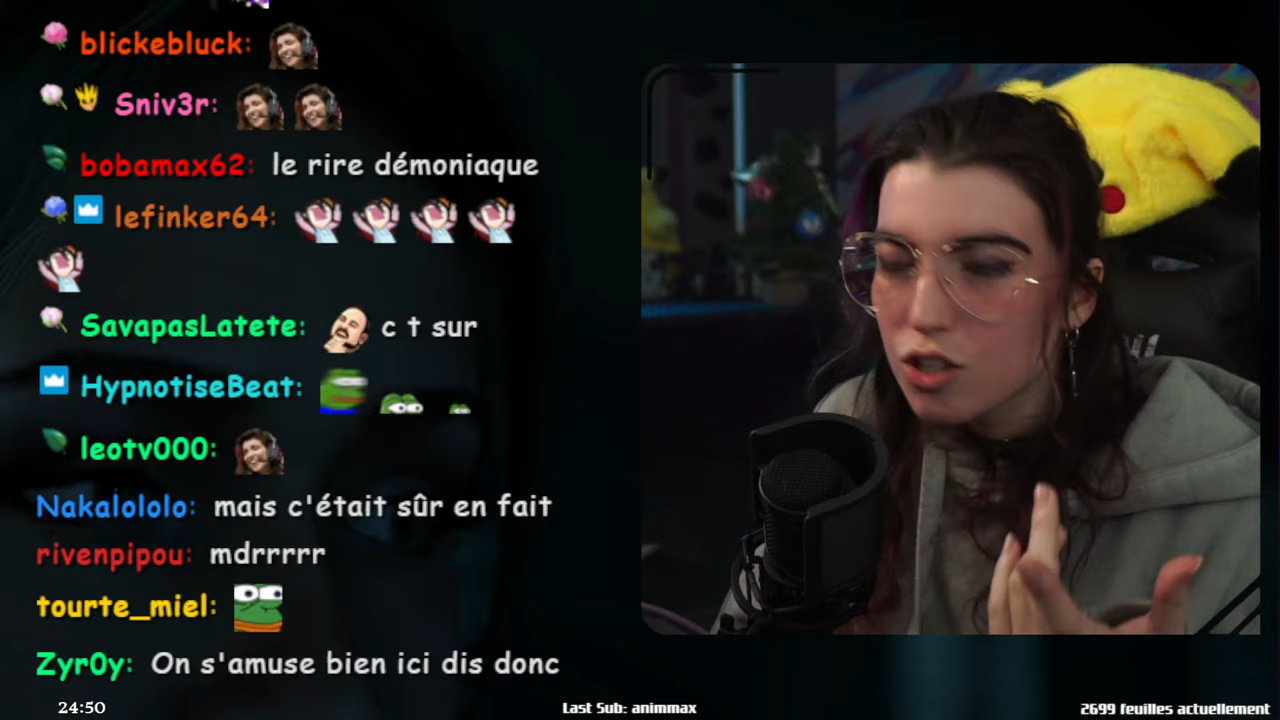 blickebluck:
Sniv3r:
bobamax62: le rire démoniaque
lefinker64:
SavapasLatete: c t sur
HypnotiseBeat:
leotv000:
Nakalololo: mais c'était sûr en fait
rivenpipou: mdrrrrr
tourte_miel:
Zyr0y: On s'amuse bien ici dis donc
24:50
Last Sub: animmax
2699 feuilles actuellement